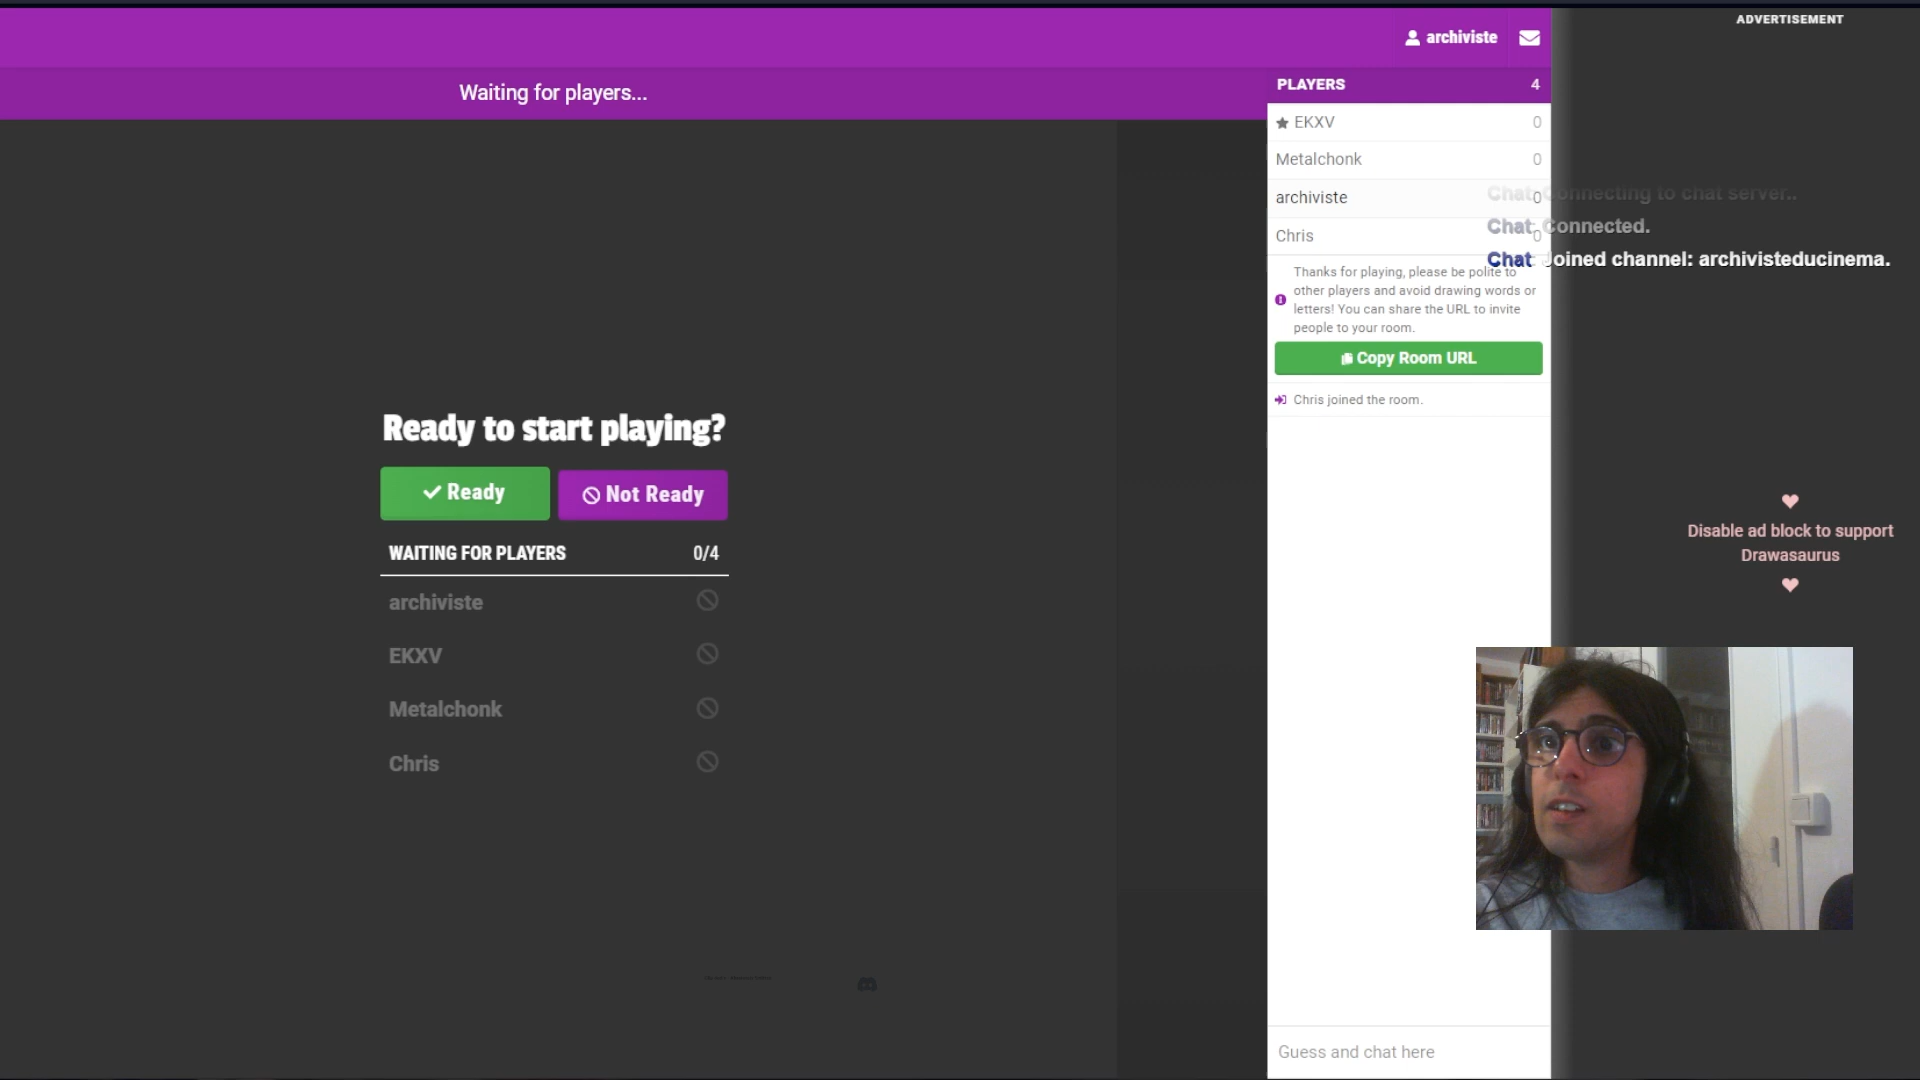 archiviste
Waiting for players...
PLAYERS 4
EKXV 0
Metalchonk 0
archiviste 0
Chris 0
Thanks for playing, please be polite to
other players and avoid drawing words or
letters! You can share the URL to invite
people to your room.
Copy Room URL
Chris joined the room.
Guess and chat here
Ready to start playing?
Ready
Not Ready
WAITING FOR PLAYERS 0/4
archiviste
EKXV
Metalchonk
Chris
ADVERTISEMENT
Chat: Connecting to chat server..
Chat: Connected.
Chat: Joined channel: archivisteducinema.
Disable ad block to support
Drawasaurus